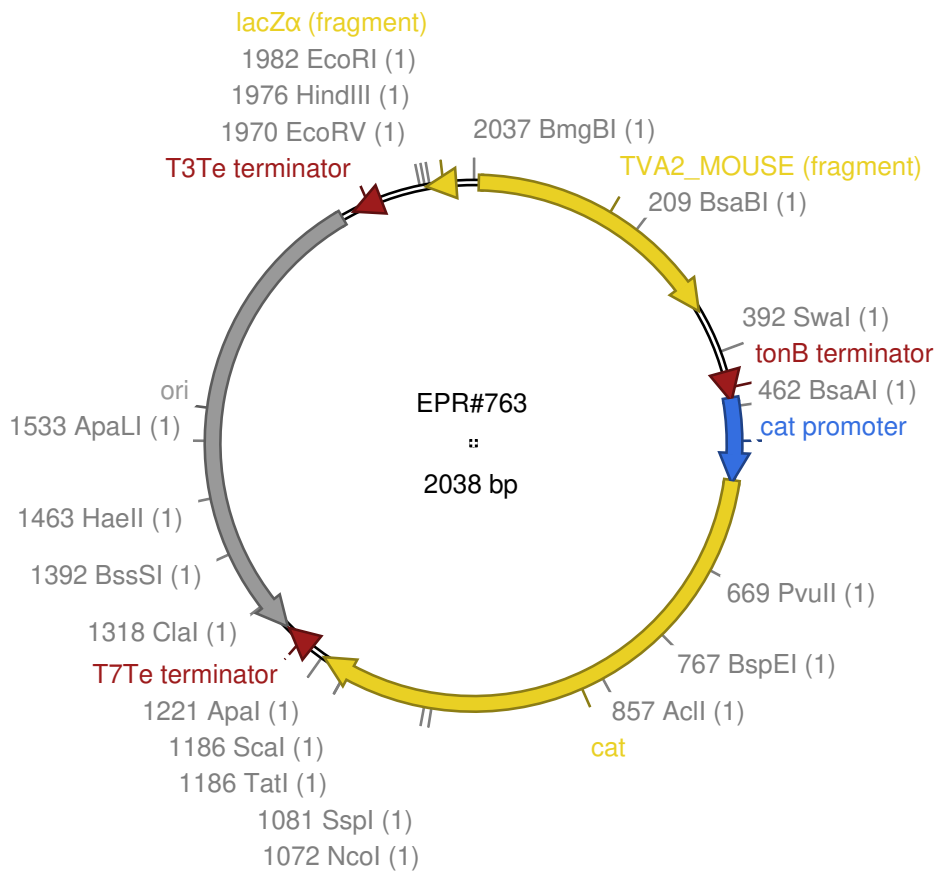 lacZα (fragment)
1982 EcoRI (1)
1976 HindIII (1)
1970 EcoRV (1)
2037 BmgBI (1)
T3Te terminator
TVA2_MOUSE (fragment)
209 BsaBI (1)
392 SwaI (1)
tonB terminator
462 BsaAI (1)
cat promoter
ori
1533 ApaLI (1)
EPR#763
2038 bp
1463 HaeII (1)
1392 BssSI (1)
669 PvuII (1)
1318 ClaI (1)
767 BspEI (1)
T7Te terminator
1221 ApaI (1)
857 AclI (1)
1186 ScaI (1)
cat
1186 TatI (1)
1081 SspI (1)
1072 NcoI (1)